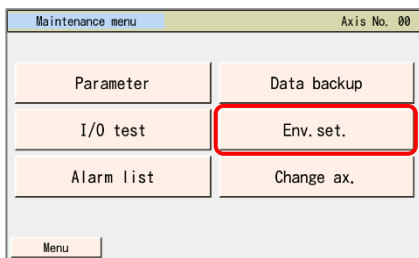 Maintenance menu Axis No. 00
Parameter Data backup
I/O test Env.set.
Alarm list Change ax.
Menu